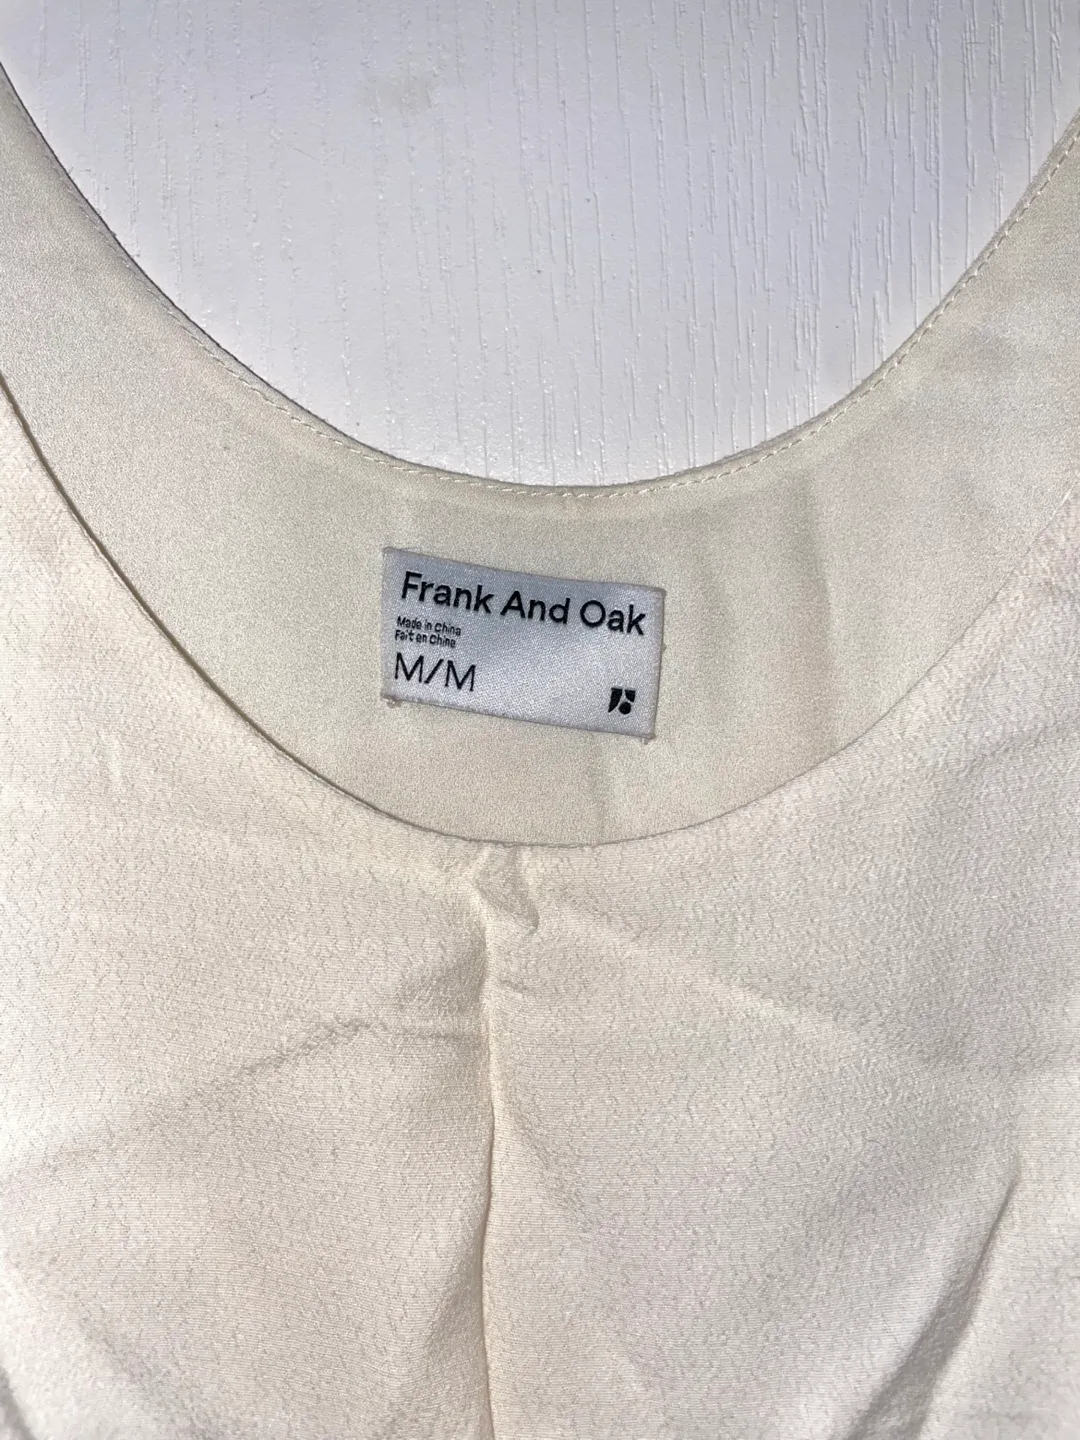 Frank And Oak
Made in China
Fait en Chine
M/M